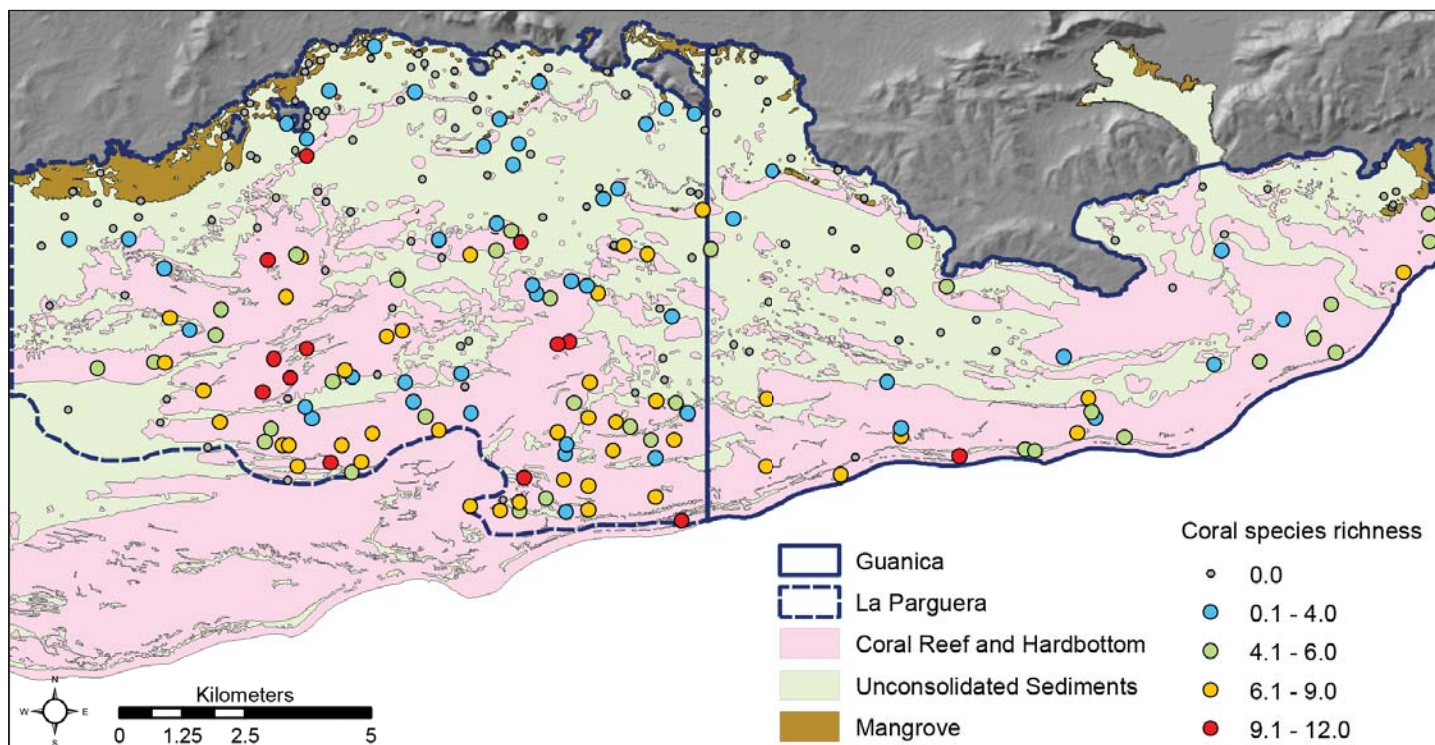 Guanica
La Parguera
Coral Reef and Hardbottom
Unconsolidated Sediments
Mangrove
Coral species richness
0.0
0.1 - 4.0
4.1 - 6.0
6.1 - 9.0
9.1 - 12.0
N
W E
S
Kilometers
0 1.25 2.5 5